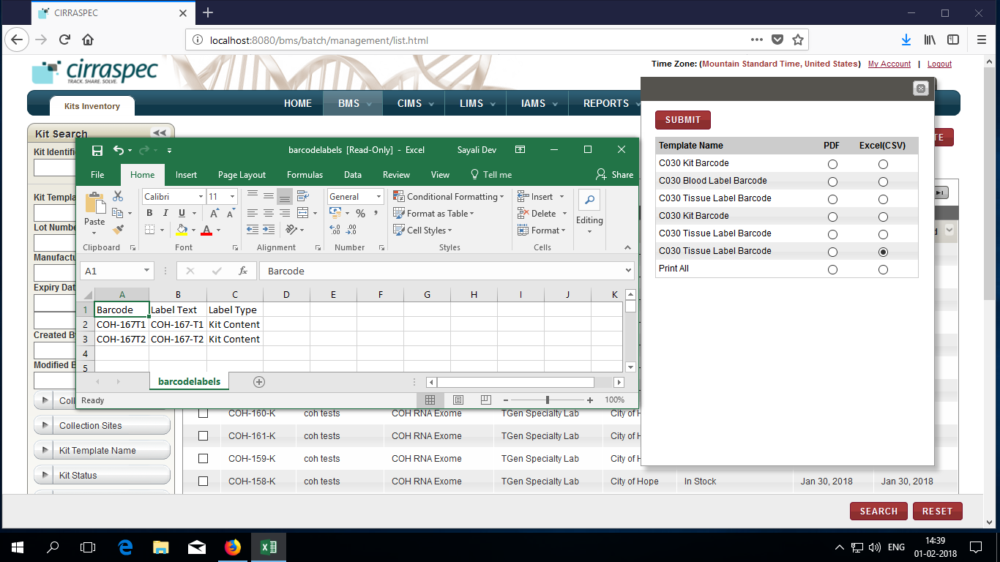 CIRRASPEC
localhost:8080/bms/batch/management/list.html
cirraspec
TRACK. SHARE. SOLVE.
Time Zone: (Mountain Standard Time, United States) My Account | Logout
Kits Inventory
HOME BMS CIMS LIMS IAMS REPORTS
Kit Search
Kit Identifi
Kit Templa
Lot Number
Manufactu
Expiry Dat
Created By
Modified B
Coll
Collection Sites
Kit Template Name
Kit Status
barcodelabels [Read-Only] - Excel Sayali Dev
File Home Insert Page Layout Formulas Data Review View Tell me Share
Paste
Clipboard
Calibri 11
B I U A A
A
Font
Alignment
General
% ,
Number
Conditional Formatting
Format as Table
Cell Styles
Styles
Insert
Delete
Format
Cells
Editing
A1 fx Barcode
A B C D E F G H I J K
1 Barcode Label Text Label Type
2 COH-167T1 COH-167-T1 Kit Content
3 COH-167T2 COH-167-T2 Kit Content
4
5
barcodelabels
Ready 100%
SUBMIT
Template Name PDF Excel(CSV)
C030 Kit Barcode
C030 Blood Label Barcode
C030 Tissue Label Barcode
C030 Kit Barcode
C030 Tissue Label Barcode
C030 Tissue Label Barcode
Print All
TE
d
COH-160-K coh tests COH RNA Exome TGen Specialty Lab City of H
COH-161-K coh tests COH RNA Exome TGen Specialty Lab City of H
COH-159-K coh tests COH RNA Exome TGen Specialty Lab City of H
COH-158-K coh tests COH RNA Exome TGen Specialty Lab City of Hope In Stock Jan 30, 2018 Jan 30, 2018
SEARCH RESET
ENG
14:39
01-02-2018